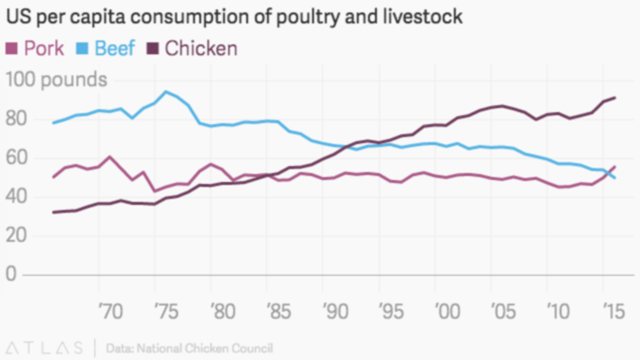 US per capita consumption of poultry and livestock
Pork Beef Chicken
100 pounds
80
60
40
20
0
'70 '75 '80 '85 '90 '95 '00 '05 '10 '15
ATLAS | Data: National Chicken Council